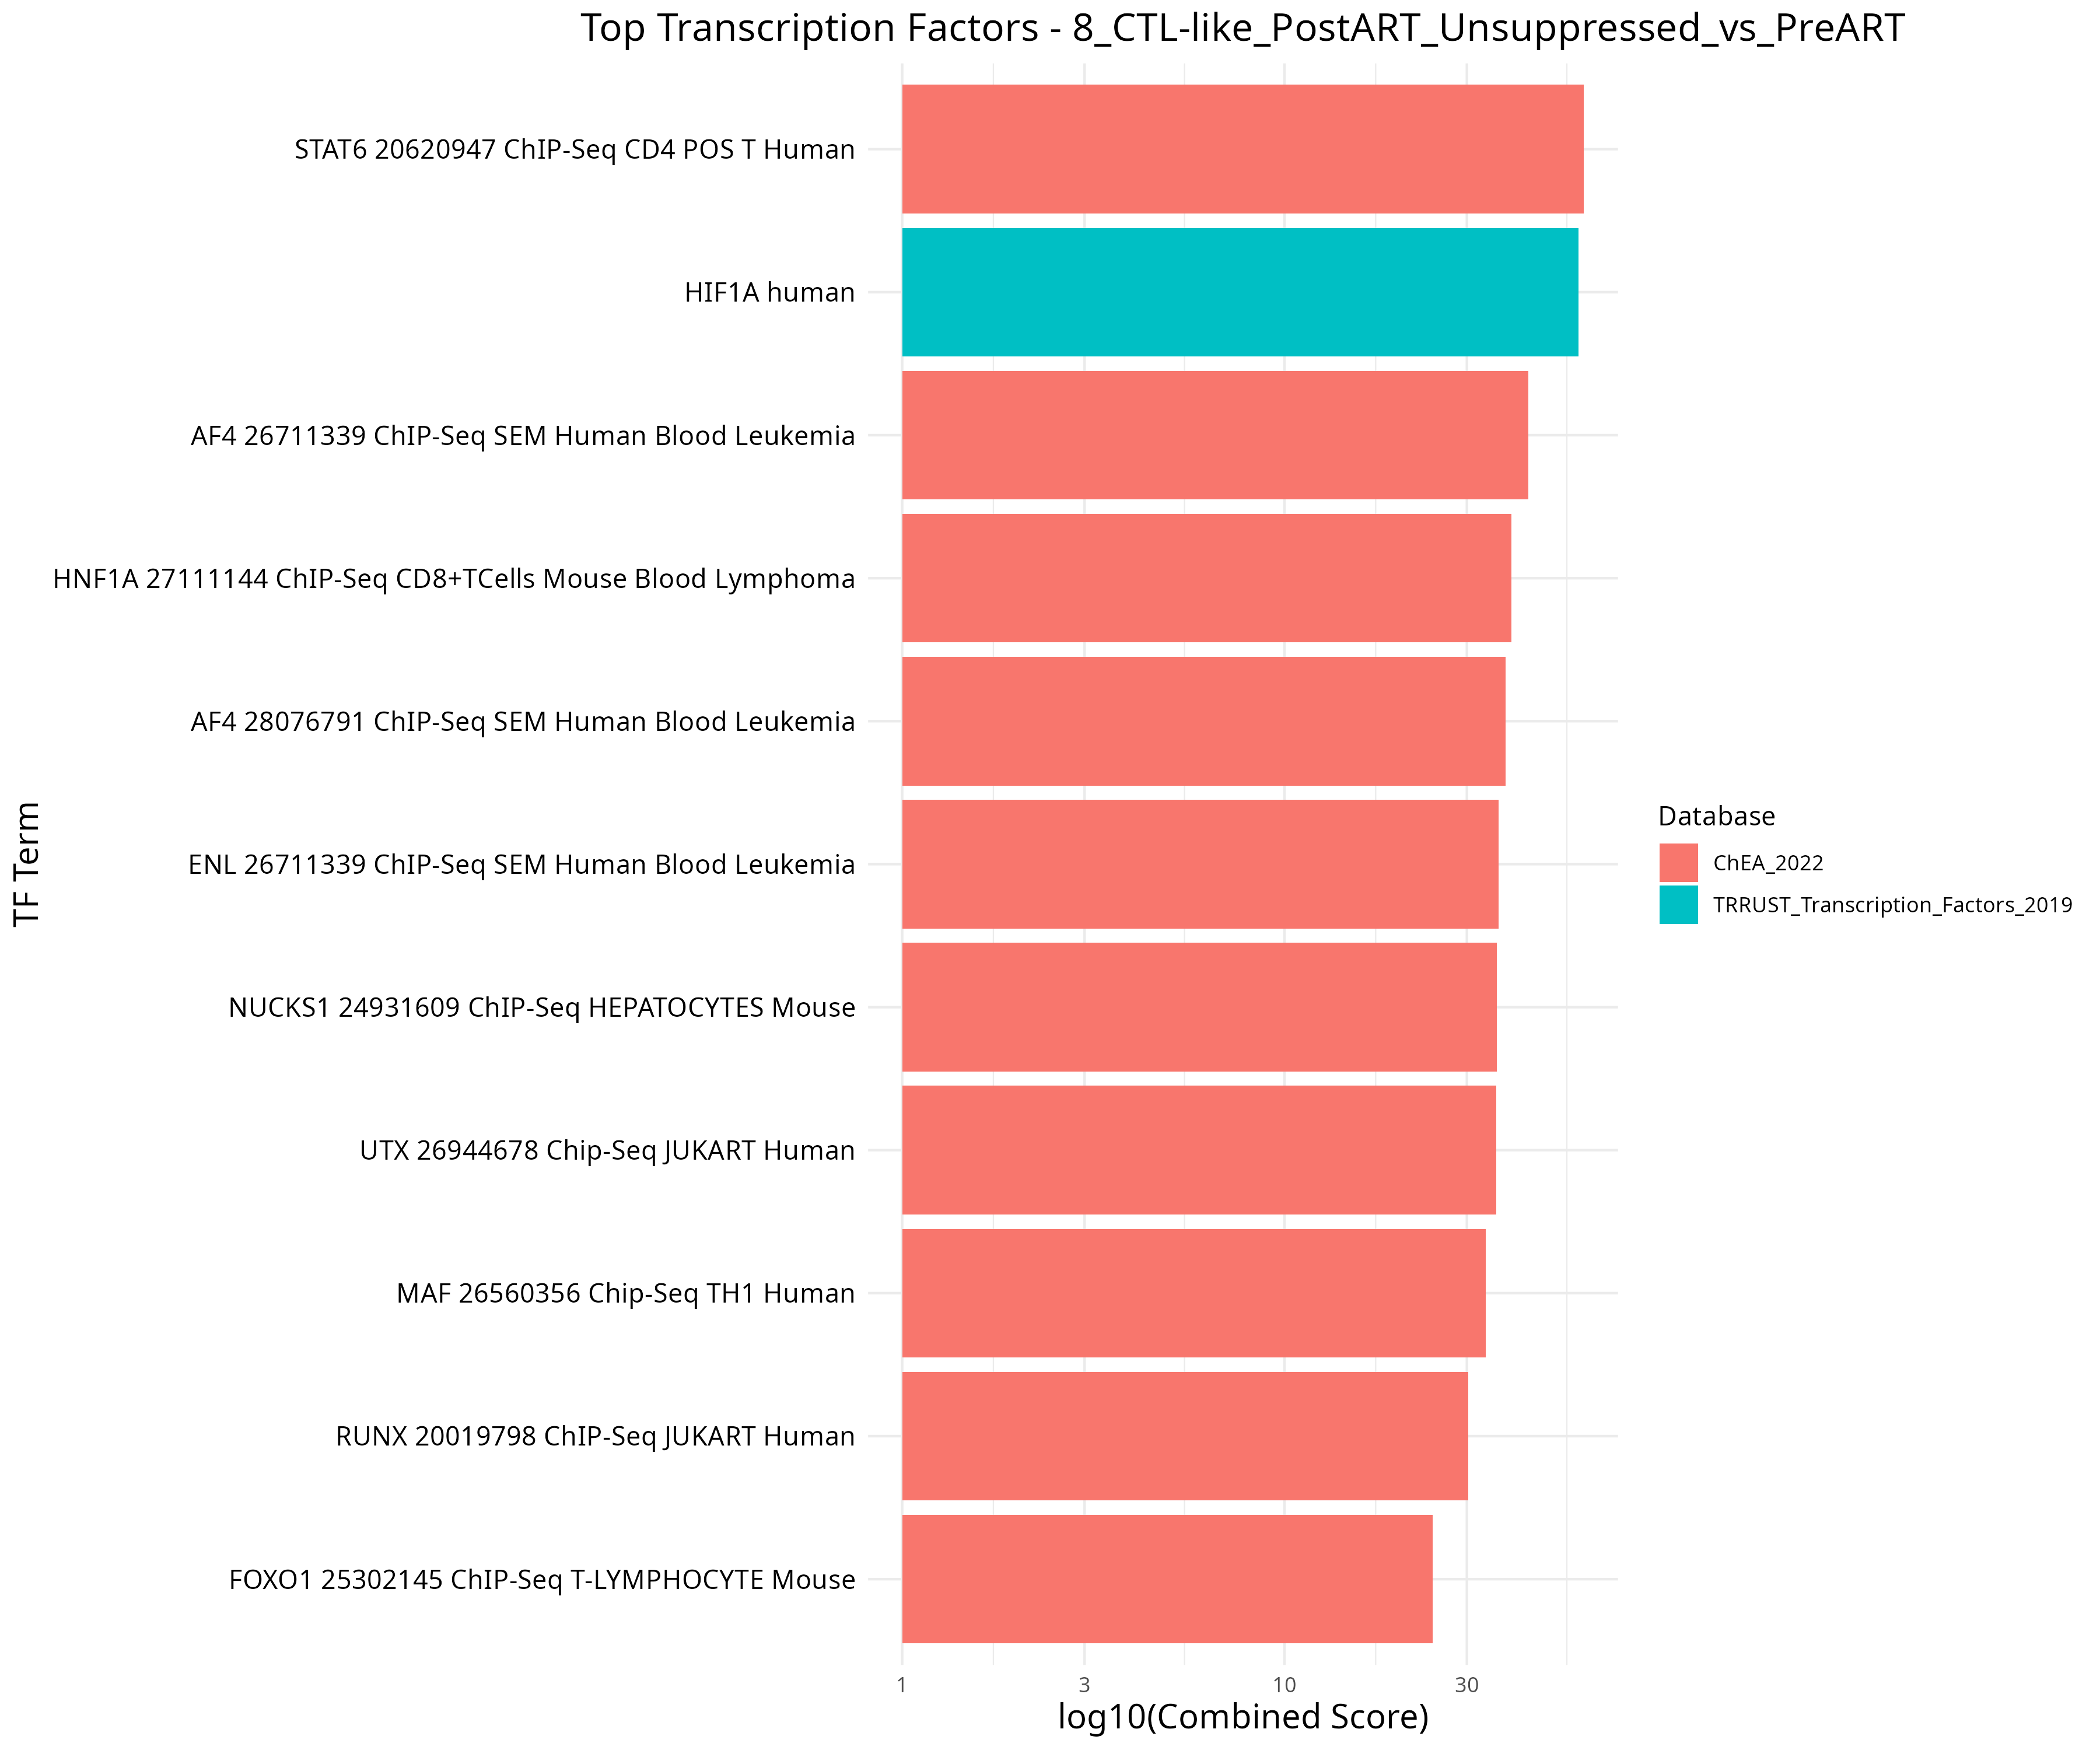 Top Transcription Factors - 8_CTL-like_PostART_Unsuppressed_vs_PreART
TF Term
STAT6 20620947 ChIP-Seq CD4 POS T Human
HIF1A human
AF4 26711339 ChIP-Seq SEM Human Blood Leukemia
HNF1A 27111144 ChIP-Seq CD8+TCells Mouse Blood Lymphoma
AF4 28076791 ChIP-Seq SEM Human Blood Leukemia
ENL 26711339 ChIP-Seq SEM Human Blood Leukemia
NUCKS1 24931609 ChIP-Seq HEPATOCYTES Mouse
UTX 26944678 Chip-Seq JUKART Human
MAF 26560356 Chip-Seq TH1 Human
RUNX 20019798 ChIP-Seq JUKART Human
FOXO1 25302145 ChIP-Seq T-LYMPHOCYTE Mouse
1 3 10 30
log10(Combined Score)
Database
ChEA_2022
TRRUST_Transcription_Factors_2019